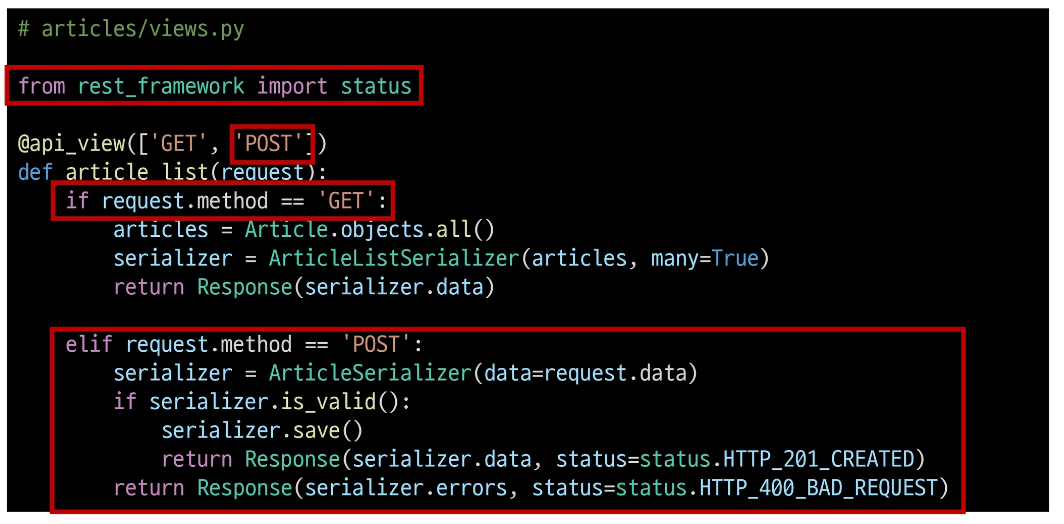 # articles/views.py
from rest_framework import status
@api_view(['GET', 'POST'])
def article_list(request):
    if request.method == 'GET':
        articles = Article.objects.all()
        serializer = ArticleListSerializer(articles, many=True)
        return Response(serializer.data)
    elif request.method == 'POST':
        serializer = ArticleSerializer(data=request.data)
        if serializer.is_valid():
            serializer.save()
            return Response(serializer.data, status=status.HTTP_201_CREATED)
        return Response(serializer.errors, status=status.HTTP_400_BAD_REQUEST)